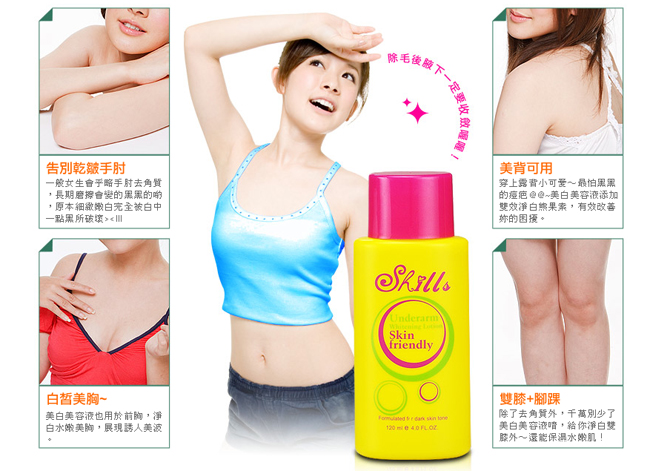 除毛後腋下一定要收斂喔喔！
告別乾皺手肘
一般女生會乎略手肘去角質
，長期磨擦會變的黑黑的喲
，原本細緻嫩白完全被白中
一點黑所破壞><|||
美背可用
穿上露背小可愛～最怕黑黑
的痘疤@@~美白美容液添加
雙效淨白熊果素，有效改善
妳的困擾。
Skills
Underarm
Whitening Lotion
Skin
friendly
Formulated for dark skin tone
120 ml e 4.0 FL OZ.
白皙美胸~
美白美容液也用於前胸，淨
白水嫩美胸，展現誘人美波
。
雙膝+腳踝
除了去角質外，千萬別少了
美白美容液唷，給你淨白雙
膝外～還能保濕水嫩肌！